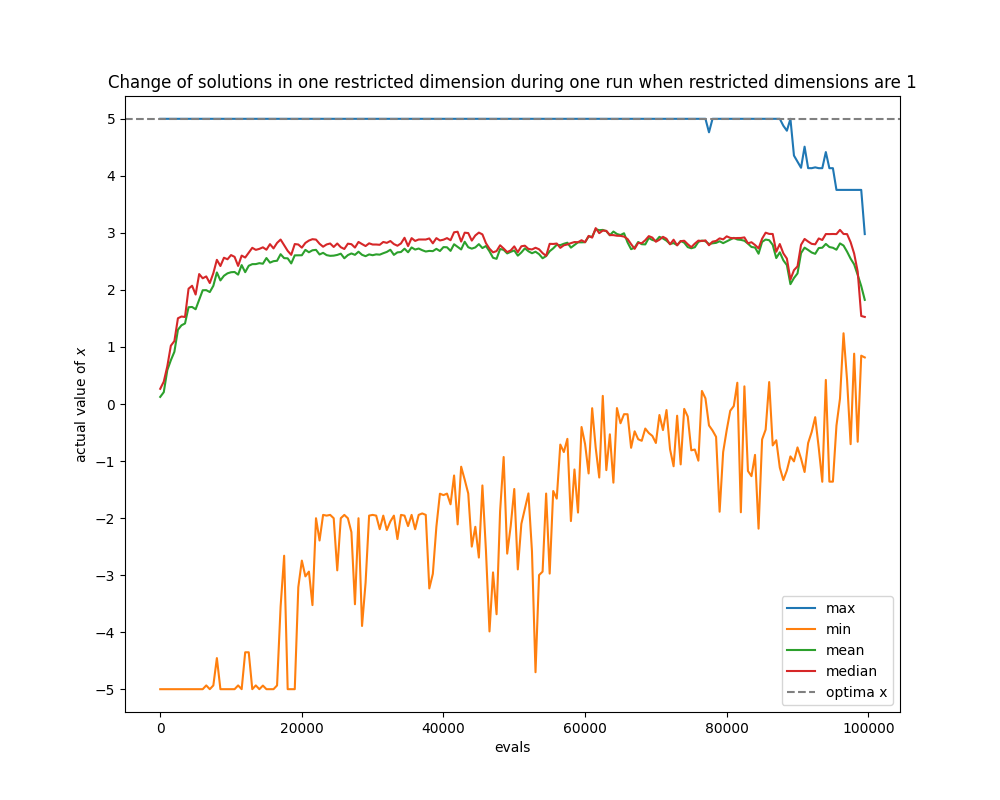 Change of solutions in one restricted dimension during one run when restricted dimensions are 1
5
4
3
2
1
0
−1
−2
−3
−4
−5
actual value of x
0 20000 40000 60000 80000 100000
evals
max
min
mean
median
optima x